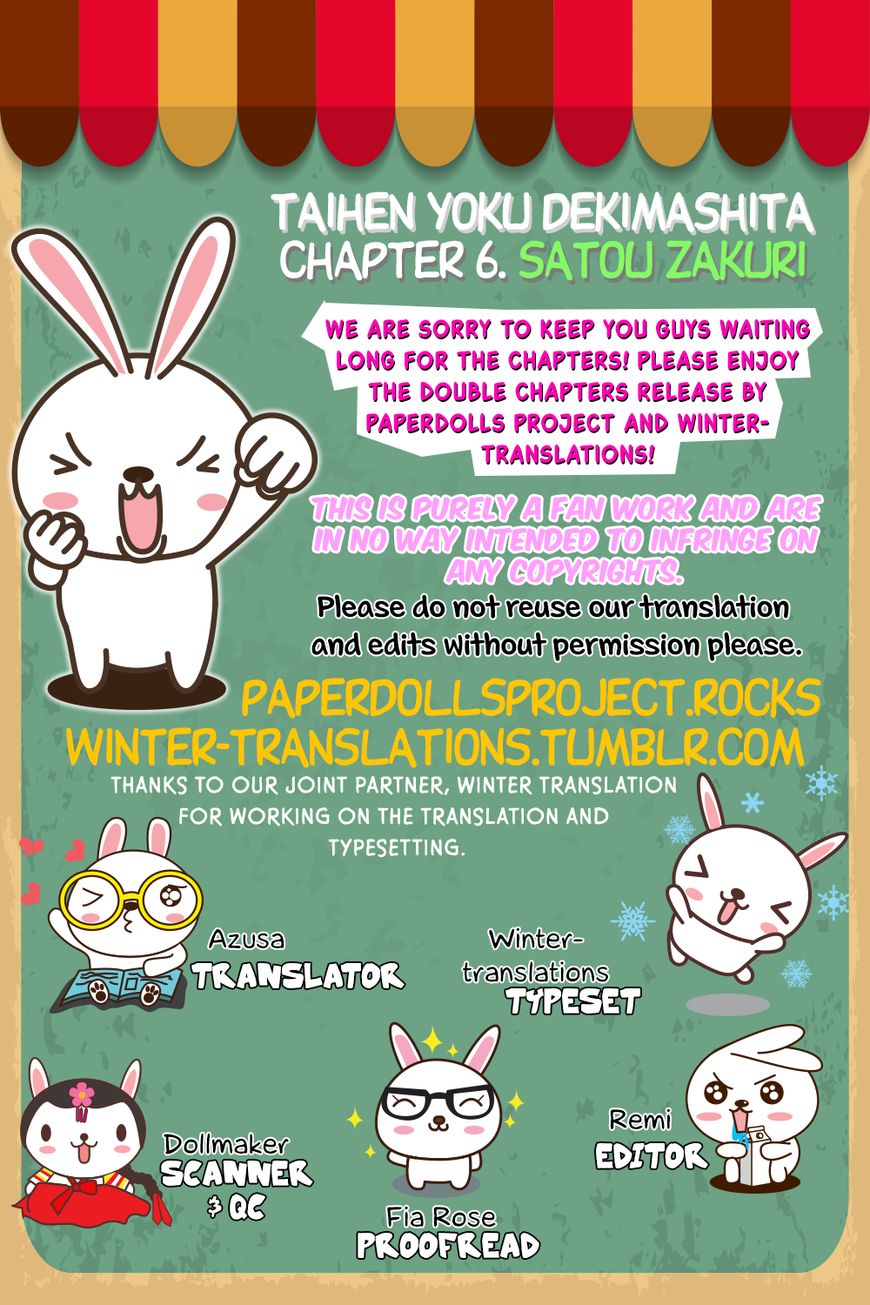 TAIHEN YOKU DEKIMASHITA
CHAPTER 6. SATOU ZAKURI
WE ARE SORRY TO KEEP YOU GUYS WAITING
LONG FOR THE CHAPTERS! PLEASE ENJOY
THE DOUBLE CHAPTERS RELEASE BY
PAPERDOLLS PROJECT AND WINTER-
TRANSLATIONS!
THIS IS PURELY A FAN WORK AND ARE
IN NO WAY INTENDED TO INFRINGE ON
ANY COPYRIGHTS.
Please do not reuse our translation
and edits without permission please.
PAPERDOLLSPROJECT.ROCKS
WINTER-TRANSLATIONS.TUMBLR.COM
THANKS TO OUR JOINT PARTNER, WINTER TRANSLATION
FOR WORKING ON THE TRANSLATION AND
TYPESETTING.
Azusa
TRANSLATOR
Winter-
translations
TYPESET
Dollmaker
SCANNER
& QC
Fia Rose
PROOFREAD
Remi
EDITOR